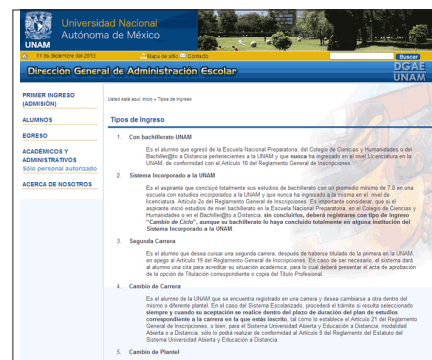 Universidad Nacional
Autónoma de México
UNAM
11 de diciembre del 2013
Mapa de sitio
Contacto
Buscar
Dirección General de Administración Escolar
DGAE
UNAM
PRIMER INGRESO
(ADMISIÓN)
ALUMNOS
EGRESO
ACADÉMICOS Y
ADMINISTRATIVOS
Sólo personal autorizado
ACERCA DE NOSOTROS
Usted está aquí: Inicio » Tipos de Ingreso
Tipos de Ingreso
1. Con bachillerato UNAM
Es el alumno que egresó de la Escuela Nacional Preparatoria, del Colegio de Ciencias y Humanidades o del
Bachiller@to a Distancia pertenecientes a la UNAM y que nunca ha ingresado en el nivel Licenciatura en la
UNAM, de conformidad con el Artículo 10 del Reglamento General de Inscripciones.
2. Sistema Incorporado a la UNAM
Es el aspirante que concluyó totalmente sus estudios de bachillerato con un promedio mínimo de 7.0 en una
escuela con estudios incorporados a la UNAM y que nunca ha ingresado a la misma en el nivel de
licenciatura. Artículo 2o del Reglamento General de Inscripciones. Es importante considerar, que si el
aspirante inició estudios de nivel bachillerato en la Escuela Nacional Preparatoria, en el Colegio de Ciencias y
Humanidades o en el Bachiller@to a Distancia, sin concluirlos, deberá registrarse con tipo de ingreso
"Cambio de Ciclo", aunque su bachillerato lo haya concluido totalmente en alguna institución del
Sistema Incorporado a la UNAM.
3. Segunda Carrera
Es el alumno que desea cursar una segunda carrera, después de haberse titulado de la primera en la UNAM,
en apego al Artículo 19 del Reglamento General de Inscripciones. En caso de ser necesario, el sistema dará
al alumno una cita para acreditar su situación académica, para lo cual deberá presentar el acta de aprobación
de la opción de Titulación correspondiente o copia del Título Profesional.
4. Cambio de Carrera
Es el alumno de la UNAM que se encuentra registrado en una carrera y desea cambiarse a otra dentro del
mismo o diferente plantel. En el caso del Sistema Escolarizado, procederá el trámite si resulta seleccionado
siempre y cuando su aceptación se realice dentro del plazo de duración del plan de estudios
correspondiente a la carrera en la que estás inscrito, tal como lo establece el Artículo 21 del Reglamento
General de Inscripciones, o bien, para el Sistema Universidad Abierta y Educación a Distancia, modalidad
Abierta o a Distancia, sólo lo podrá realizar de conformidad al Artículo 8 del Reglamento del Estatuto del
Sistema Universidad Abierta y Educación a Distancia.
5. Cambio de Plantel